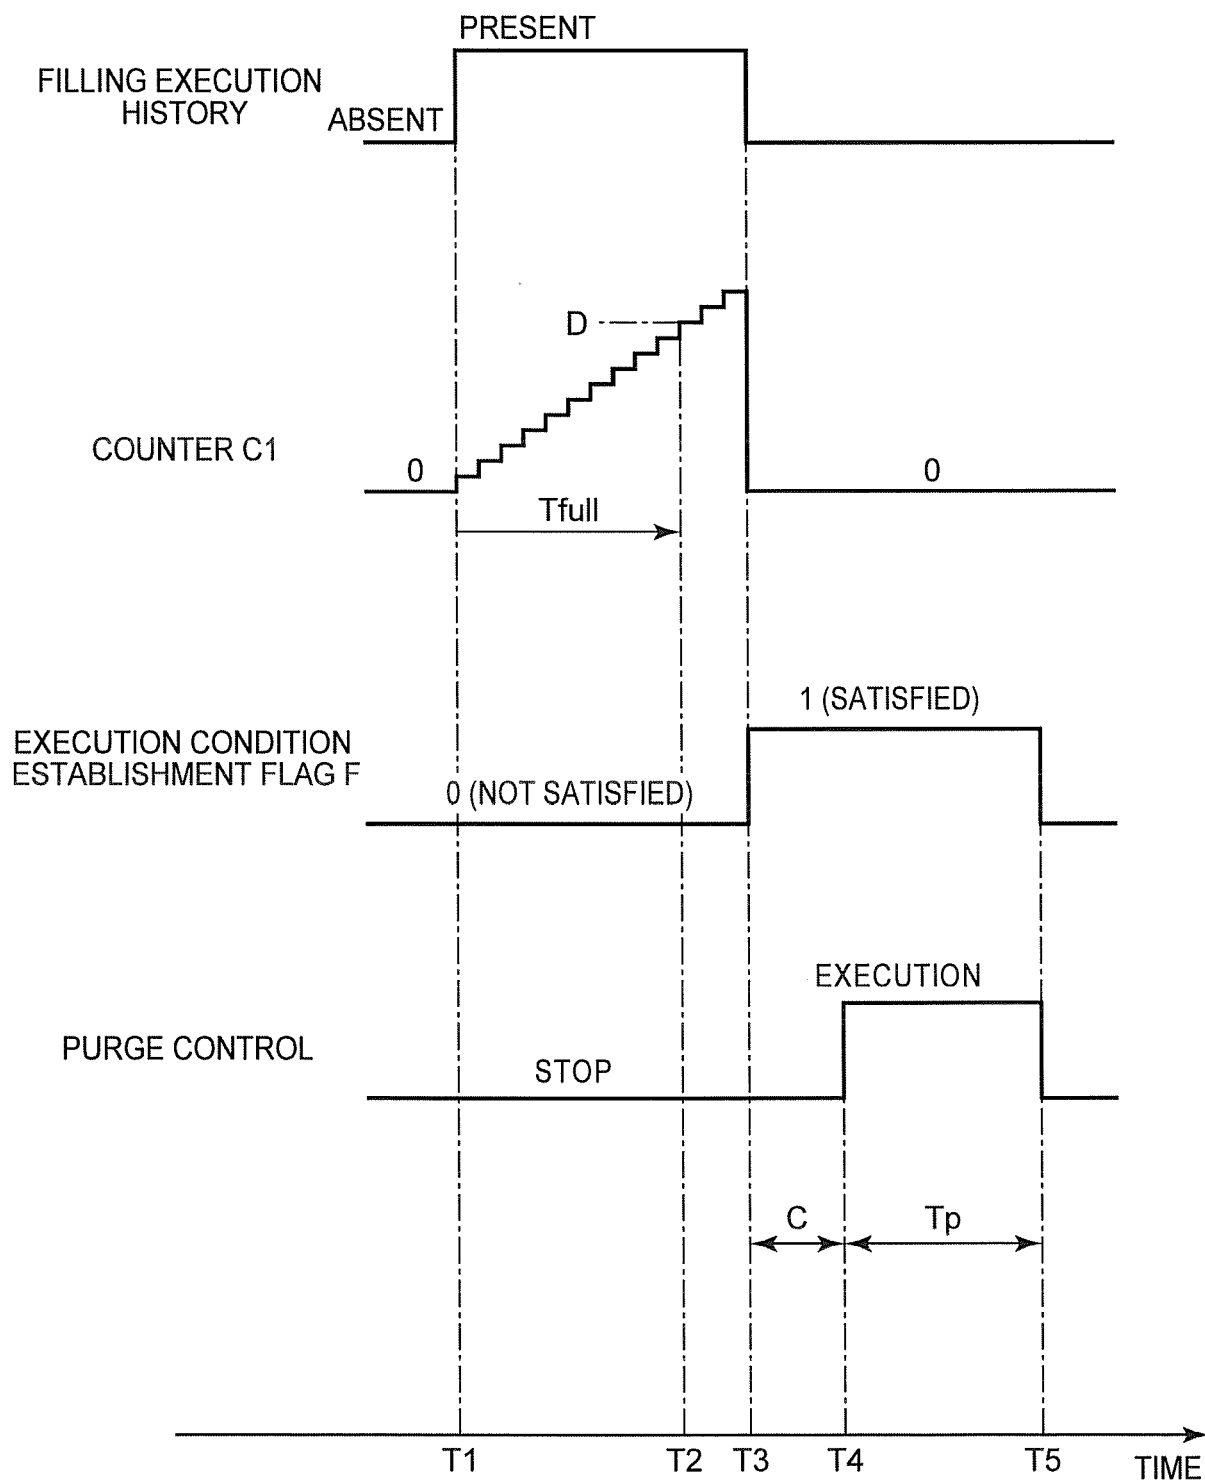 PRESENT
FILLING EXECUTION
HISTORY
ABSENT
D
COUNTER C1
0
0
Tfull
1 (SATISFIED)
EXECUTION CONDITION
ESTABLISHMENT FLAG F
0 (NOT SATISFIED)
EXECUTION
PURGE CONTROL
STOP
C
Tp
T1
T2
T3
T4
T5
TIME